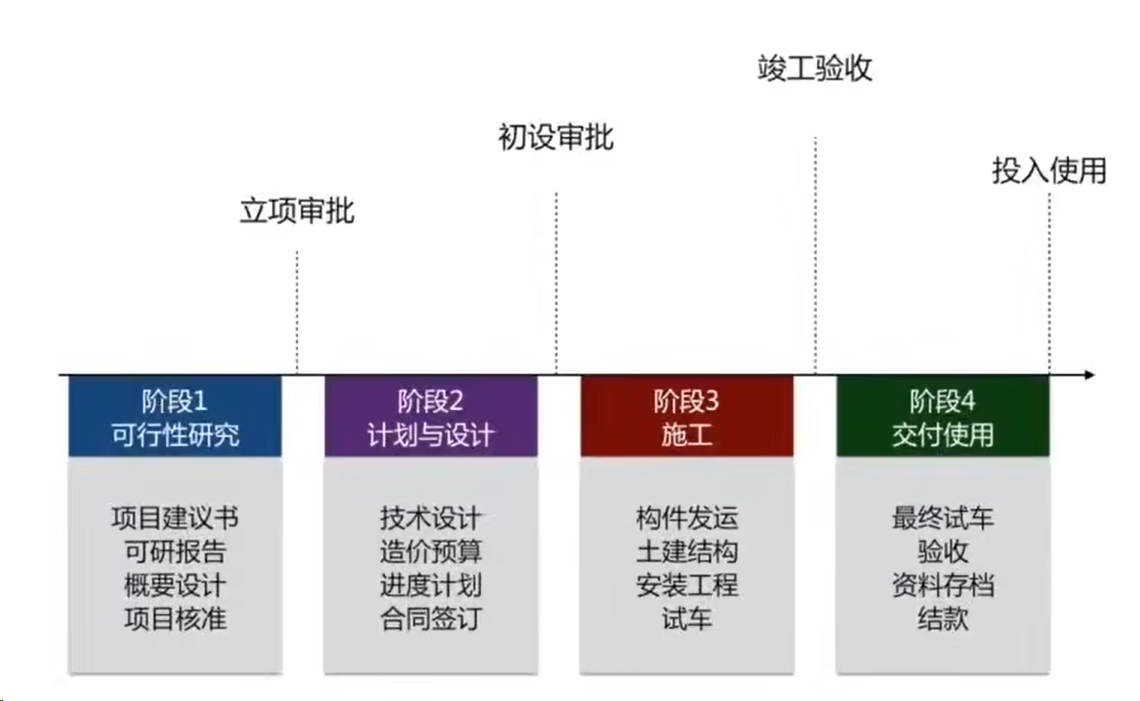 竣工验收
初设审批
投入使用
立项审批
阶段1
可行性研究
阶段2
计划与设计
阶段3
施工
阶段4
交付使用
项目建议书
可研报告
概要设计
项目核准
技术设计
造价预算
进度计划
合同签订
构件发运
土建结构
安装工程
试车
最终试车
验收
资料存档
结款